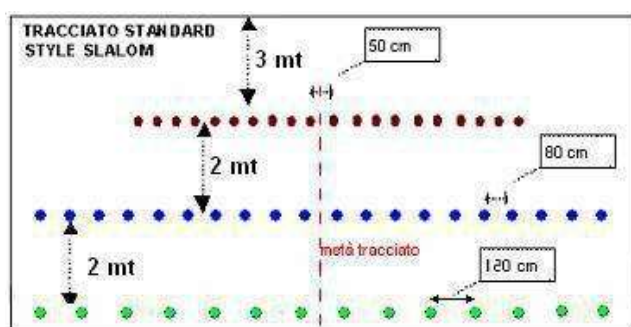 TRACCIATO STANDARD
STYLE SLALOM
3 mt
50 cm
2 mt
80 cm
metà tracciato
2 mt
120 cm